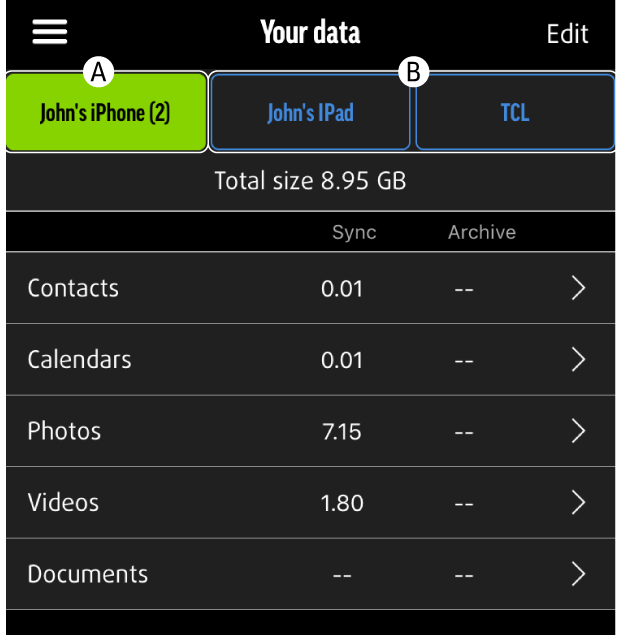 Your data Edit
A B
John's iPhone (2) John's IPad TCL
Total size 8.95 GB
Sync Archive
Contacts 0.01 --
Calendars 0.01 --
Photos 7.15 --
Videos 1.80 --
Documents -- --